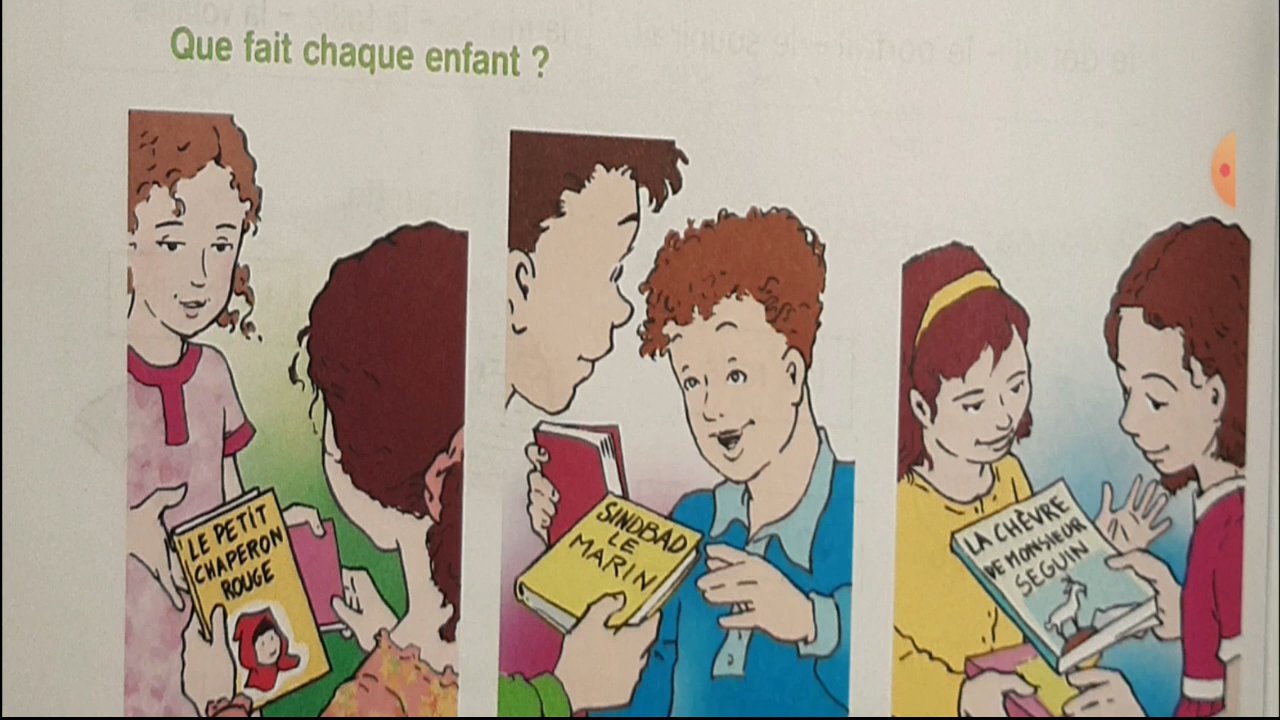 Que fait chaque enfant ?
LE PETIT
CHAPERON
ROUGE
SINDBAD
LE
MARIN
LA CHÈVRE
DE MONSIEUR
SEGUIN